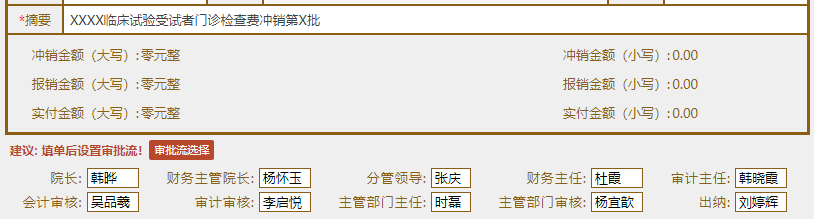 *摘要 XXXX临床试验受试者门诊检查费冲销第X批
冲销金额（大写）: 零元整 冲销金额（小写）: 0.00
报销金额（大写）: 零元整 报销金额（小写）: 0.00
实付金额（大写）: 零元整 实付金额（小写）: 0.00
建议: 填单后设置审批流！ 审批流选择
院长: 韩晔 财务主管院长: 杨怀玉 分管领导: 张庆 财务主任: 杜霞 审计主任: 韩晓霞
会计审核: 吴品羲 审计审核: 李启悦 主管部门主任: 时磊 主管部门审核: 杨宜歆 出纳: 刘婷辉